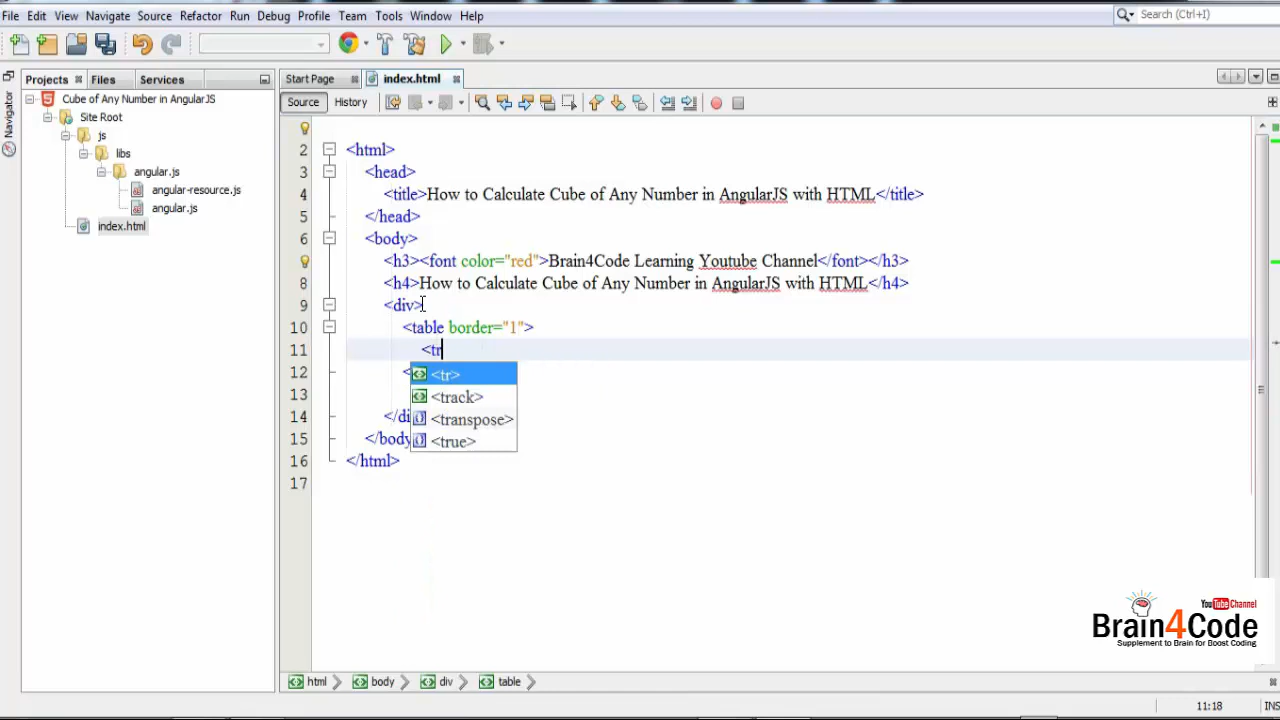 File Edit View Navigate Source Refactor Run Debug Profile Team Tools Window Help
Search (Ctrl+I)
Projects Files Services
Start Page index.html
Navigator
Source History
Cube of Any Number in AngularJS
Site Root
js
libs
angular.js
angular-resource.js
angular.js
index.html
2 <html>
3 <head>
4 <title>How to Calculate Cube of Any Number in AngularJS with HTML</title>
5 </head>
6 <body>
<h3><font color="red">Brain4Code Learning Youtube Channel</font></h3>
8 <h4>How to Calculate Cube of Any Number in AngularJS with HTML</h4>
9 <div>
10 <table border="1">
11 <tr
12 <
13
14 </di
15 </body
16 </html>
17
<tr>
<track>
<transpose>
<true>
YouTube Channel
Brain4Code
Supplement to Brain for Boost Coding
html body div table
11:18 INS